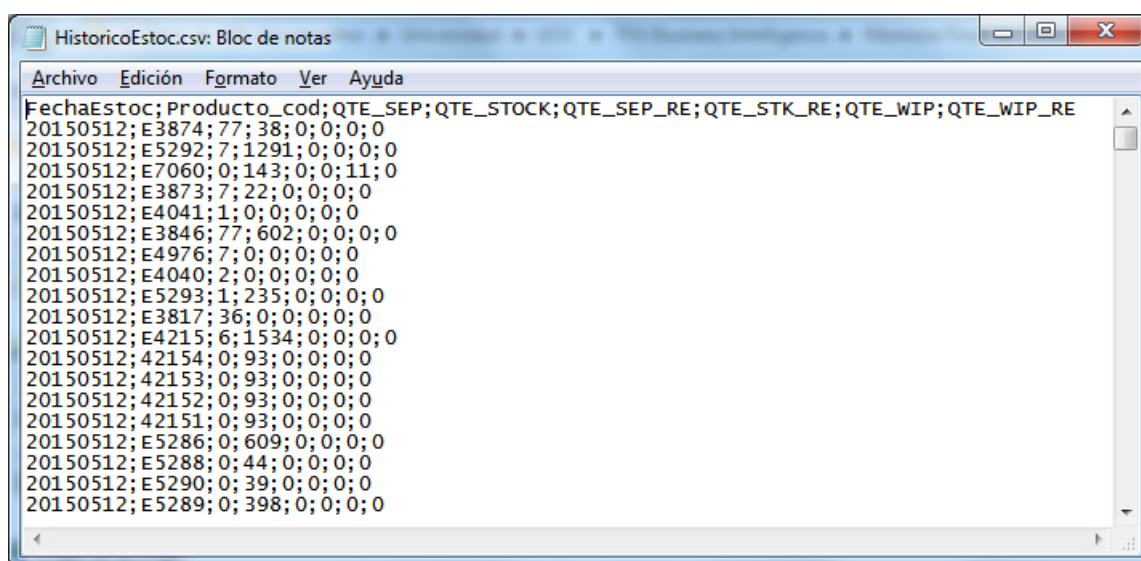 HistoricoEstoc.csv: Bloc de notas
Archivo Edición Formato Ver Ayuda
FechaEstoc;Producto_cod;QTE_SEP;QTE_STOCK;QTE_SEP_RE;QTE_STK_RE;QTE_WIP;QTE_WIP_RE
20150512;E3874;77;38;0;0;0;0
20150512;E5292;7;1291;0;0;0;0
20150512;E7060;0;143;0;0;11;0
20150512;E3873;7;22;0;0;0;0
20150512;E4041;1;0;0;0;0;0
20150512;E3846;77;602;0;0;0;0
20150512;E4976;7;0;0;0;0;0
20150512;E4040;2;0;0;0;0;0
20150512;E5293;1;235;0;0;0;0
20150512;E3817;36;0;0;0;0;0
20150512;E4215;6;1534;0;0;0;0
20150512;42154;0;93;0;0;0;0
20150512;42153;0;93;0;0;0;0
20150512;42152;0;93;0;0;0;0
20150512;42151;0;93;0;0;0;0
20150512;E5286;0;609;0;0;0;0
20150512;E5288;0;44;0;0;0;0
20150512;E5290;0;39;0;0;0;0
20150512;E5289;0;398;0;0;0;0